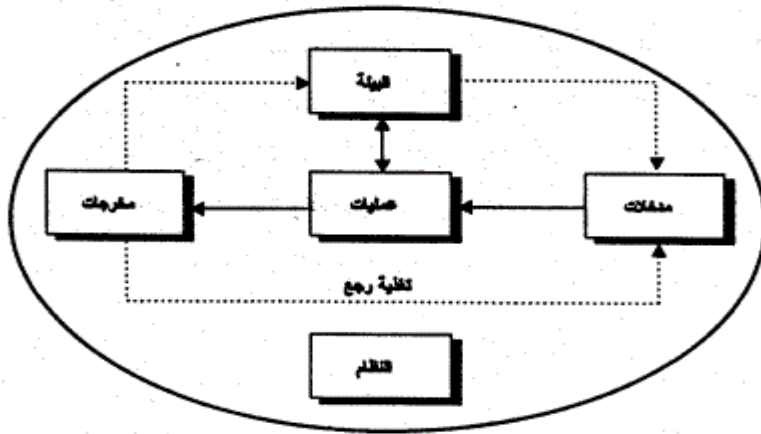 البيئة
مدخلات
عمليات
مخرجات
تغذية رجع
النظام